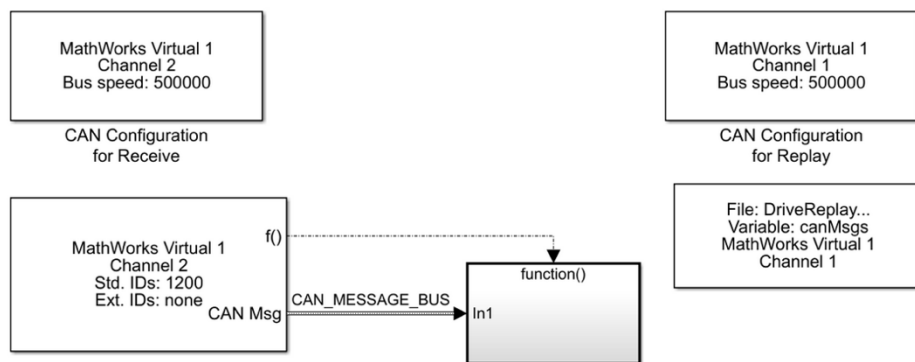 MathWorks Virtual 1
Channel 2
Bus speed: 500000
CAN Configuration
for Receive
MathWorks Virtual 1
Channel 1
Bus speed: 500000
CAN Configuration
for Replay
MathWorks Virtual 1
Channel 2
Std. IDs: 1200
Ext. IDs: none
f()
CAN Msg
CAN_MESSAGE_BUS
function()
In1
File: DriveReplay...
Variable: canMsgs
MathWorks Virtual 1
Channel 1